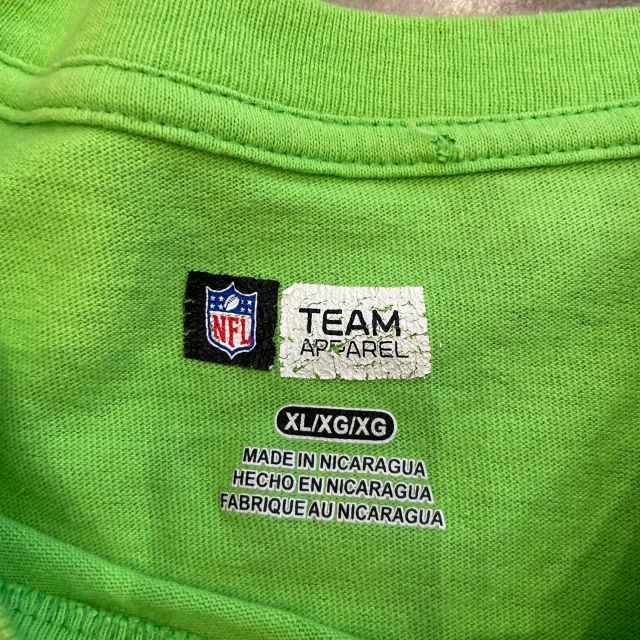 NFL
TEAM
APPAREL
XL/XG/XG
MADE IN NICARAGUA
HECHO EN NICARAGUA
FABRIQUE AU NICARAGUA